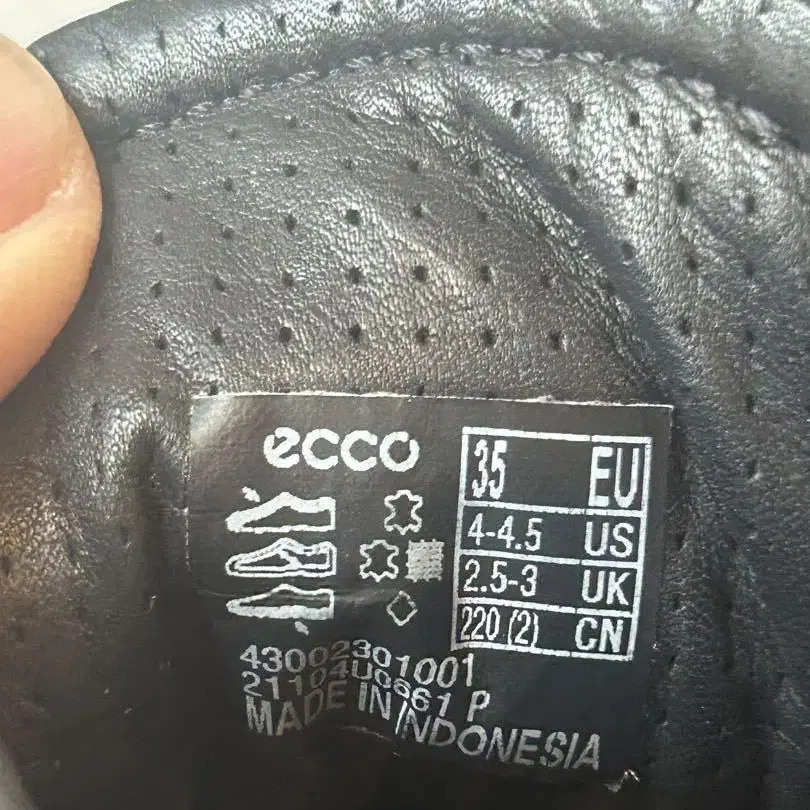 ecco
35 EU
4-4.5 US
2.5-3 UK
220 (2) CN
43002301001
21104U0661 P
MADE IN INDONESIA